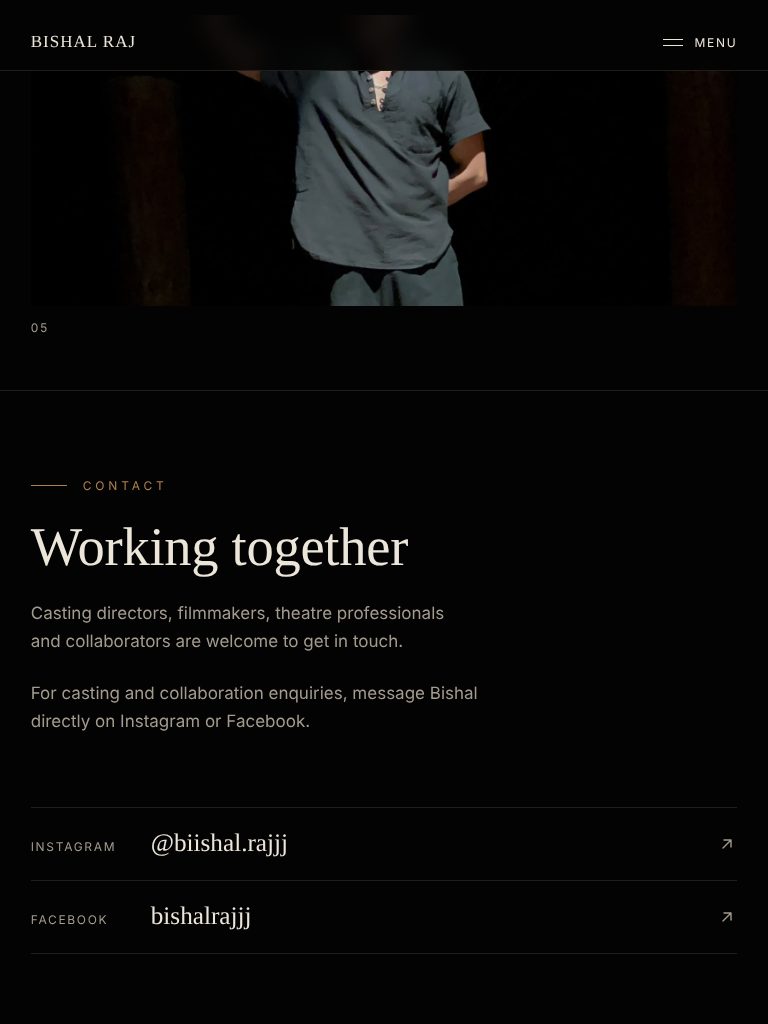 BISHAL RAJ
MENU
05
CONTACT
Working together
Casting directors, filmmakers, theatre professionals
and collaborators are welcome to get in touch.
For casting and collaboration enquiries, message Bishal
directly on Instagram or Facebook.
INSTAGRAM @biishal.rajjj
FACEBOOK bishalrajjj